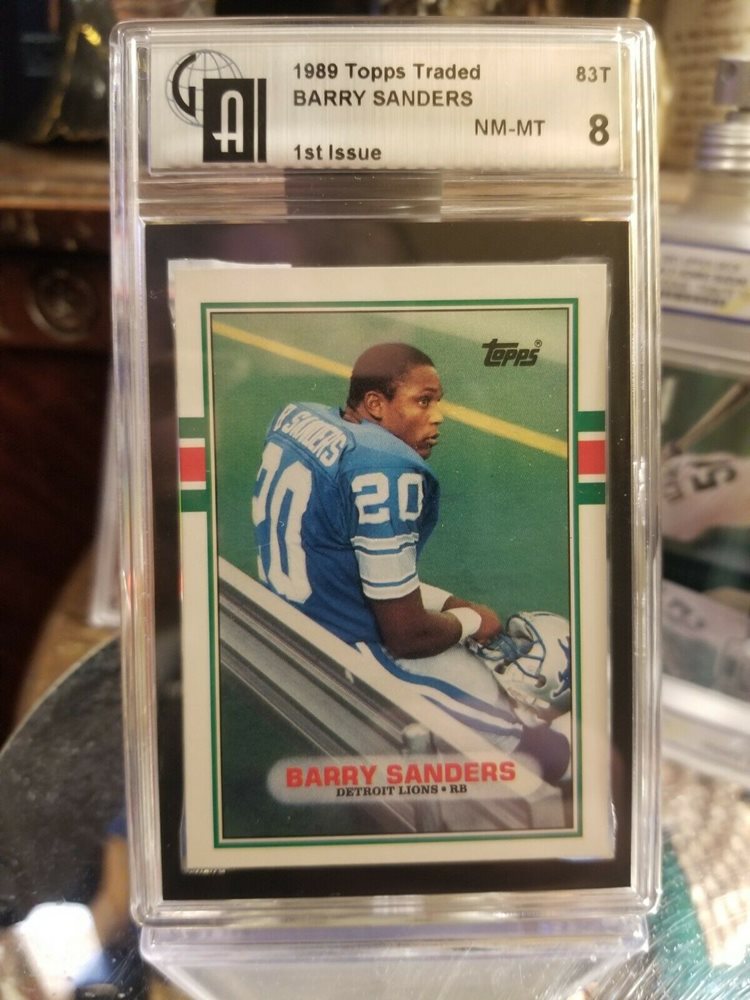 GAI
1989 Topps Traded 83T
BARRY SANDERS
NM-MT 8
1st Issue
Topps®
SANDERS
20
20
BARRY SANDERS
DETROIT LIONS • RB
5